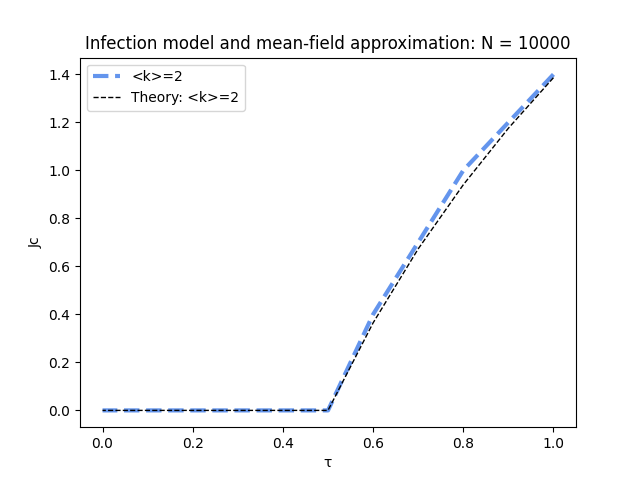 Infection model and mean-field approximation: N = 10000
<k>=2
Theory: <k>=2
Jc
1.4
1.2
1.0
0.8
0.6
0.4
0.2
0.0
0.0 0.2 0.4 0.6 0.8 1.0
τ